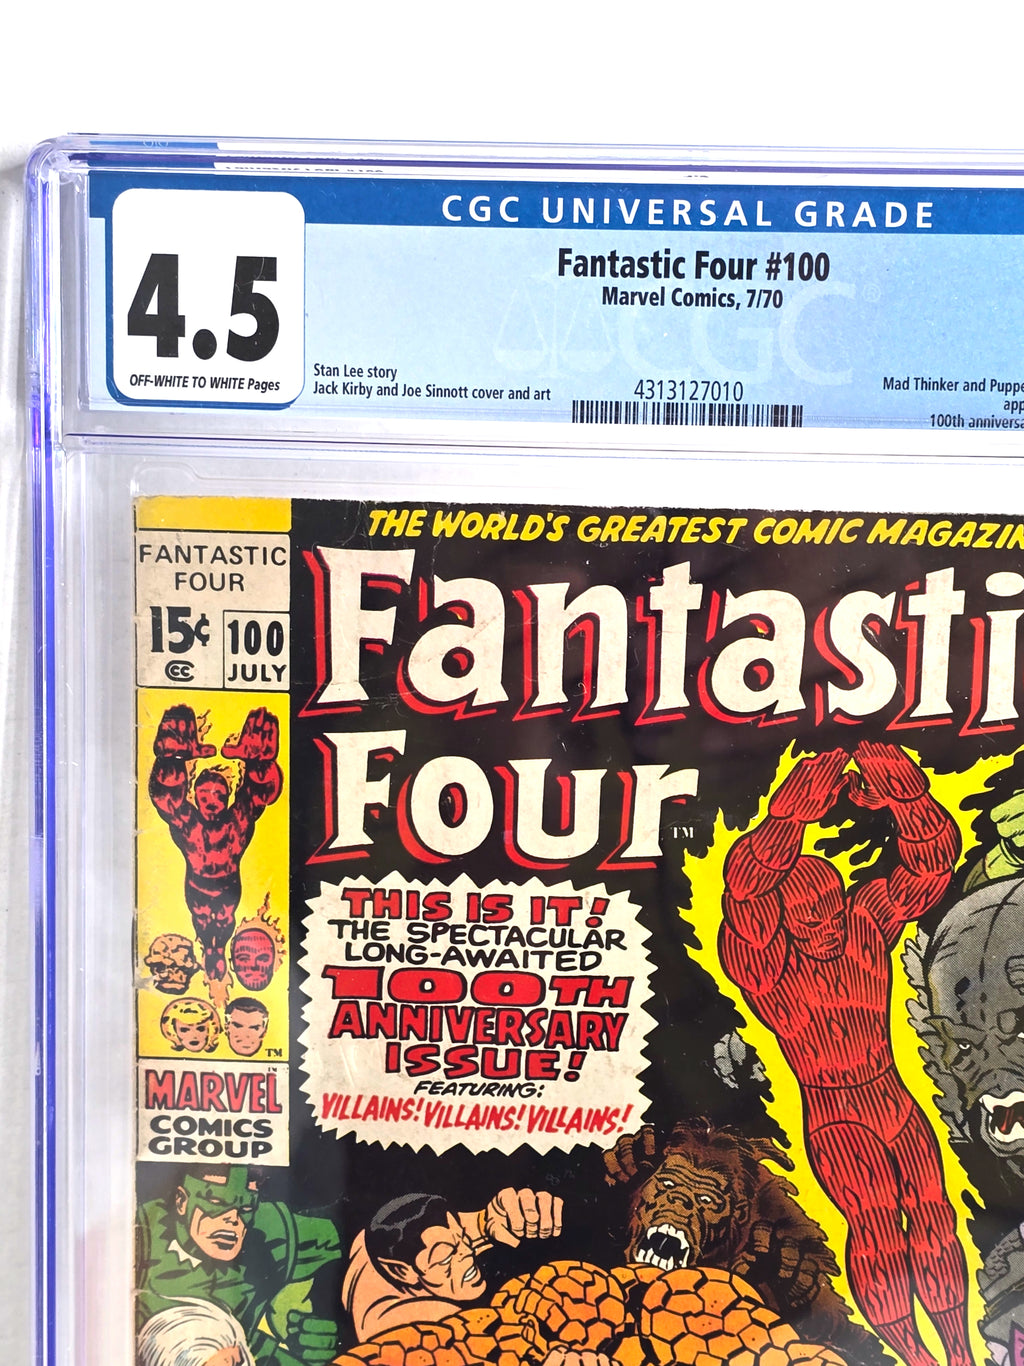 CGC UNIVERSAL GRADE
4.5
OFF-WHITE TO WHITE Pages
Fantastic Four #100
Marvel Comics, 7/70
CGC
Stan Lee story
Jack Kirby and Joe Sinnott cover and art
4313127010
Mad Thinker and Puppe
app
100th anniversa
THE WORLD'S GREATEST COMIC MAGAZIN
FANTASTIC
FOUR
15¢
100
CC
JULY
Fantasti
Four
TM
THIS IS IT!
THE SPECTACULAR
LONG-AWAITED
100TH
ANNIVERSARY
ISSUE!
FEATURING:
VILLAINS! VILLAINS! VILLAINS!
TM
MARVEL
COMICS
GROUP